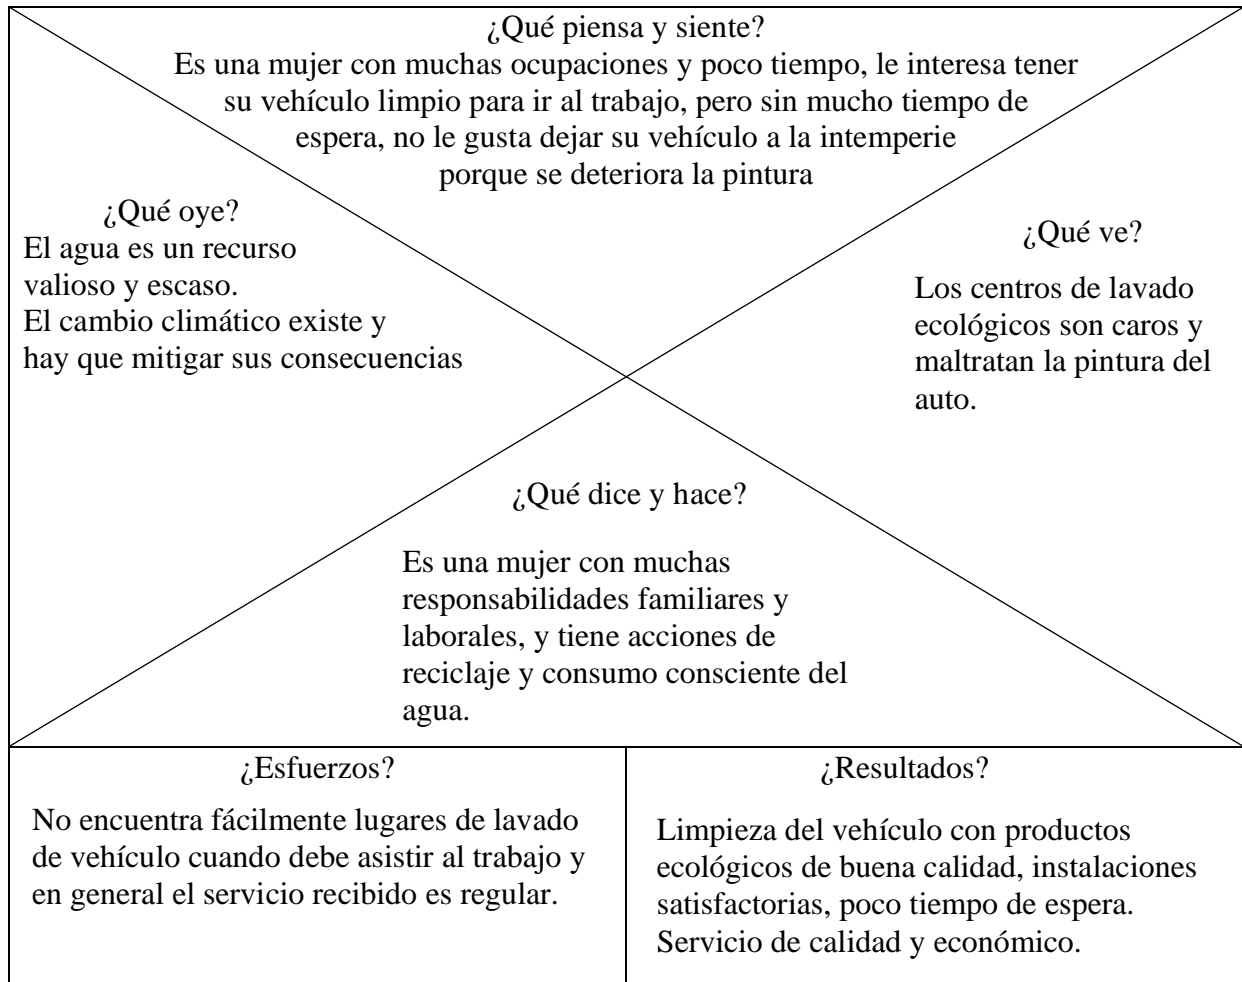 ¿Qué piensa y siente?
Es una mujer con muchas ocupaciones y poco tiempo, le interesa tener
su vehículo limpio para ir al trabajo, pero sin mucho tiempo de
espera, no le gusta dejar su vehículo a la intemperie
porque se deteriora la pintura
¿Qué oye?
El agua es un recurso
valioso y escaso.
El cambio climático existe y
hay que mitigar sus consecuencias
¿Qué ve?
Los centros de lavado
ecológicos son caros y
maltratan la pintura del
auto.
¿Qué dice y hace?
Es una mujer con muchas
responsabilidades familiares y
laborales, y tiene acciones de
reciclaje y consumo consciente del
agua.
¿Esfuerzos?
No encuentra fácilmente lugares de lavado
de vehículo cuando debe asistir al trabajo y
en general el servicio recibido es regular.
¿Resultados?
Limpieza del vehículo con productos
ecológicos de buena calidad, instalaciones
satisfactorias, poco tiempo de espera.
Servicio de calidad y económico.